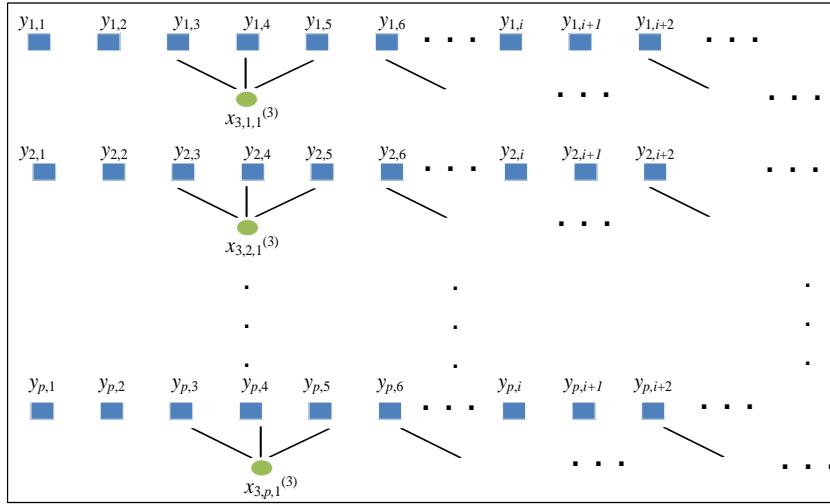 y1,1 y1,2 y1,3 y1,4 y1,5 y1,6 . . . y1,i y1,i+1 y1,i+2 . . .
. . . . . .
x3,1,1(3)
y2,1 y2,2 y2,3 y2,4 y2,5 y2,6 . . . y2,i y2,i+1 y2,i+2 . . .
. . .
x3,2,1(3)
. . .
. . .
. . .
yp,1 yp,2 yp,3 yp,4 yp,5 yp,6 . . . yp,i yp,i+1 yp,i+2 . . .
. . . . . .
x3,p,1(3)